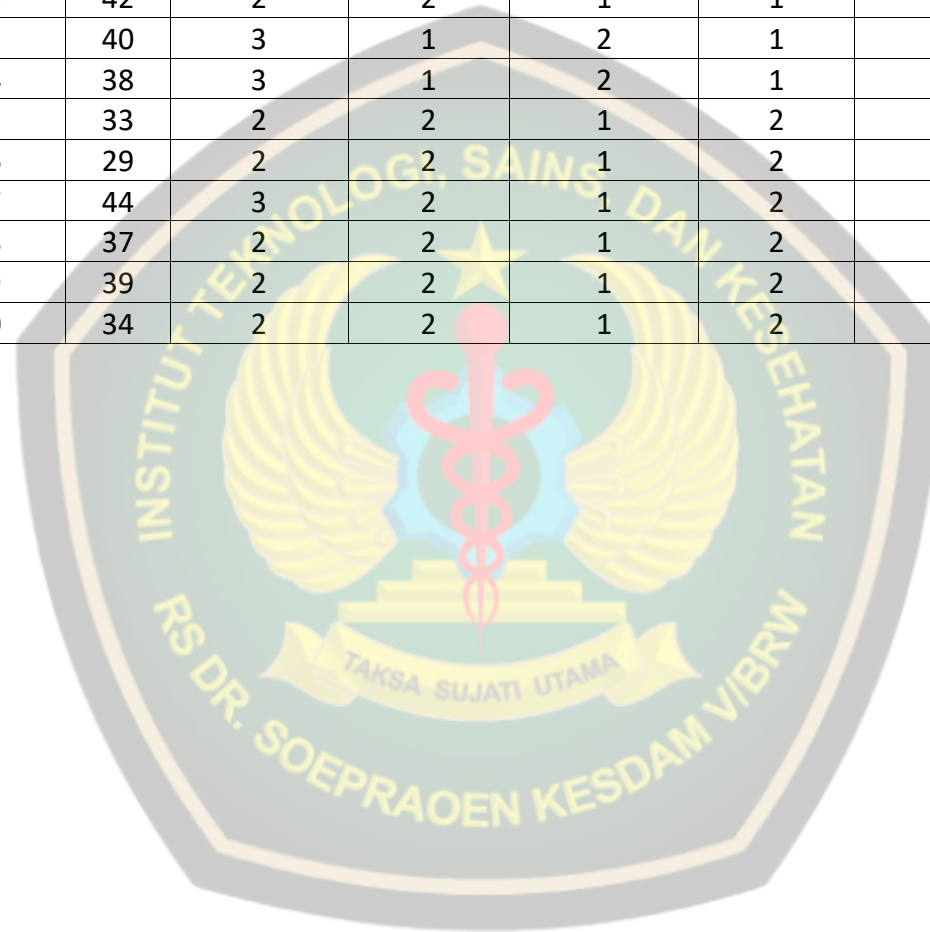 42 2 2 1 1
40 3 1 2 1
38 3 1 2 1
33 2 2 1 2
29 2 2 1 2
44 3 2 1 2
37 2 2 1 2
39 2 2 1 2
34 2 2 1 2
INSTITUT TEKNOLOGI, SAINS, DAN KESEHATAN
TAKSA SUJATI UTAMA
RS DR. SOEPRAOEN KESDAM V/BRW